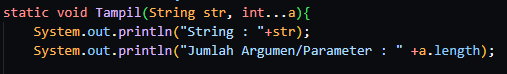 static void Tampil(String str, int...a){
System.out.println("String : "+str);
System.out.println("Jumlah Argumen/Parameter : " +a.length);